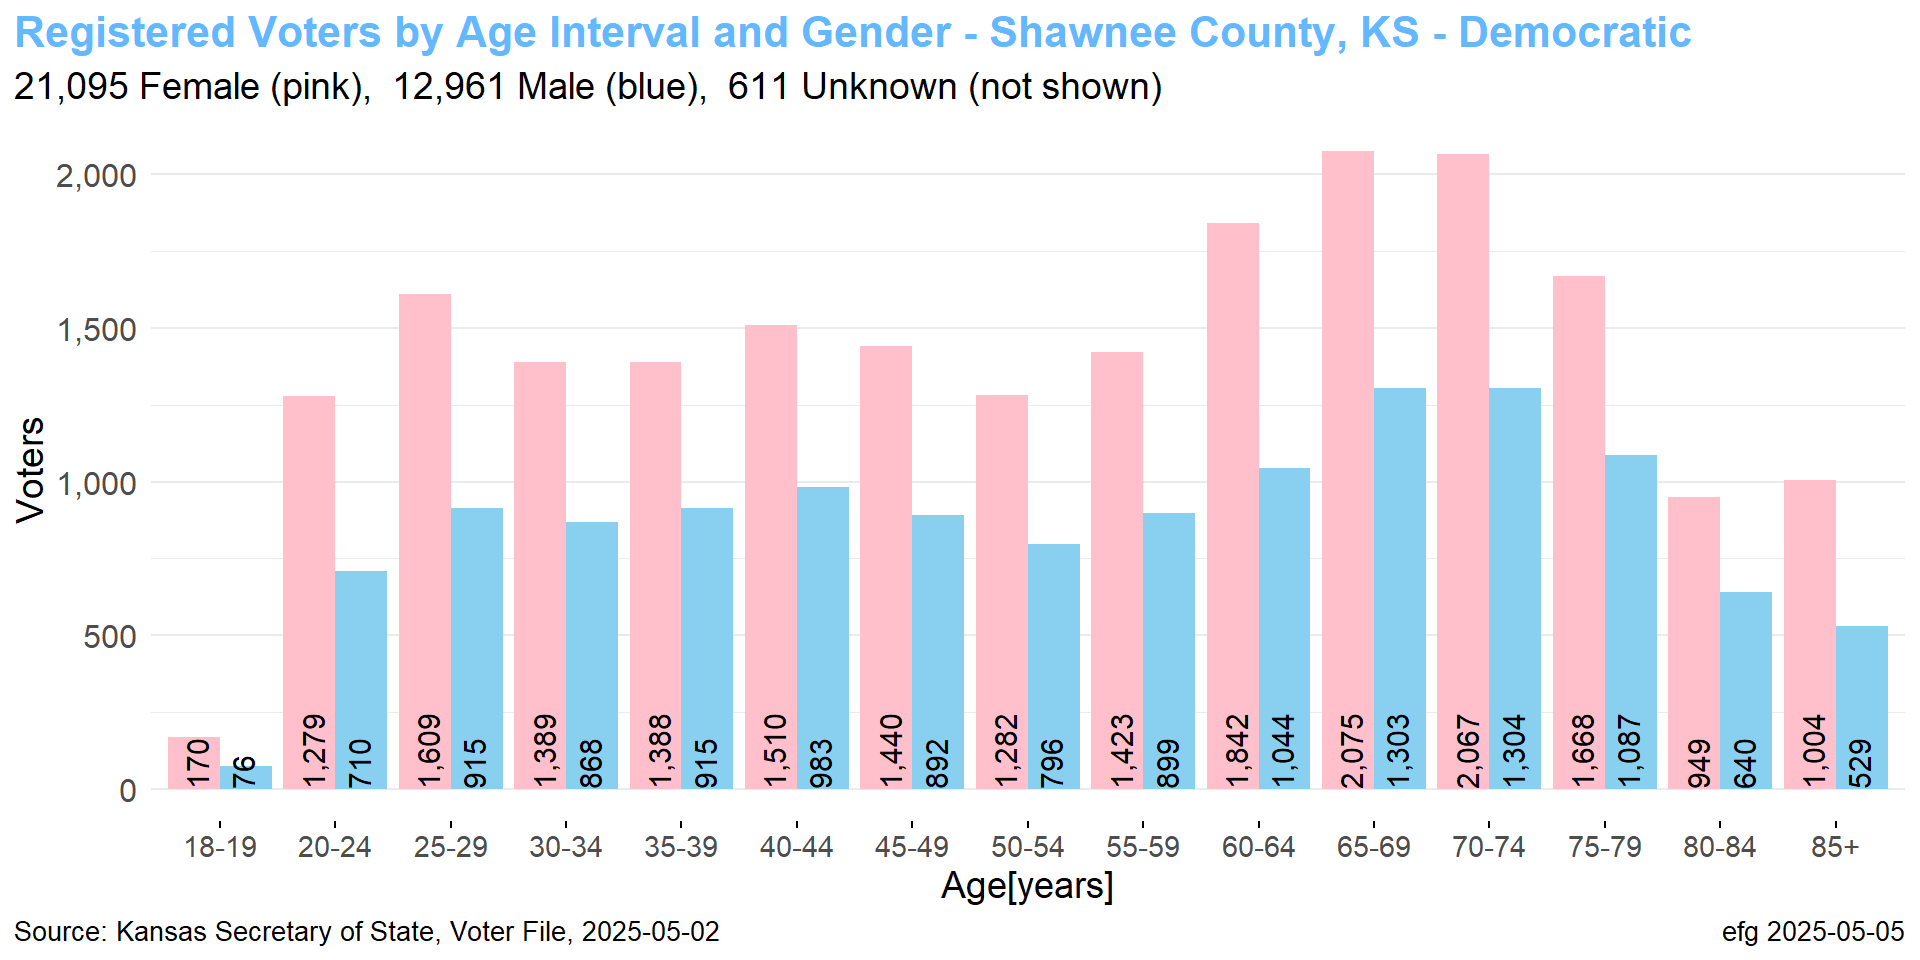 Registered Voters by Age Interval and Gender - Shawnee County, KS - Democratic
21,095 Female (pink),  12,961 Male (blue),  611 Unknown (not shown)
Voters
2,000
1,500
1,000
500
0
170 76 1,279 710 1,609 915 1,389 868 1,388 915 1,510 983 1,440 892 1,282 796 1,423 899 1,842 1,044 2,075 1,303 2,067 1,304 1,668 1,087 949 640 1,004 529
18-19 20-24 25-29 30-34 35-39 40-44 45-49 50-54 55-59 60-64 65-69 70-74 75-79 80-84 85+
Age[years]
Source: Kansas Secretary of State, Voter File, 2025-05-02
efg 2025-05-05